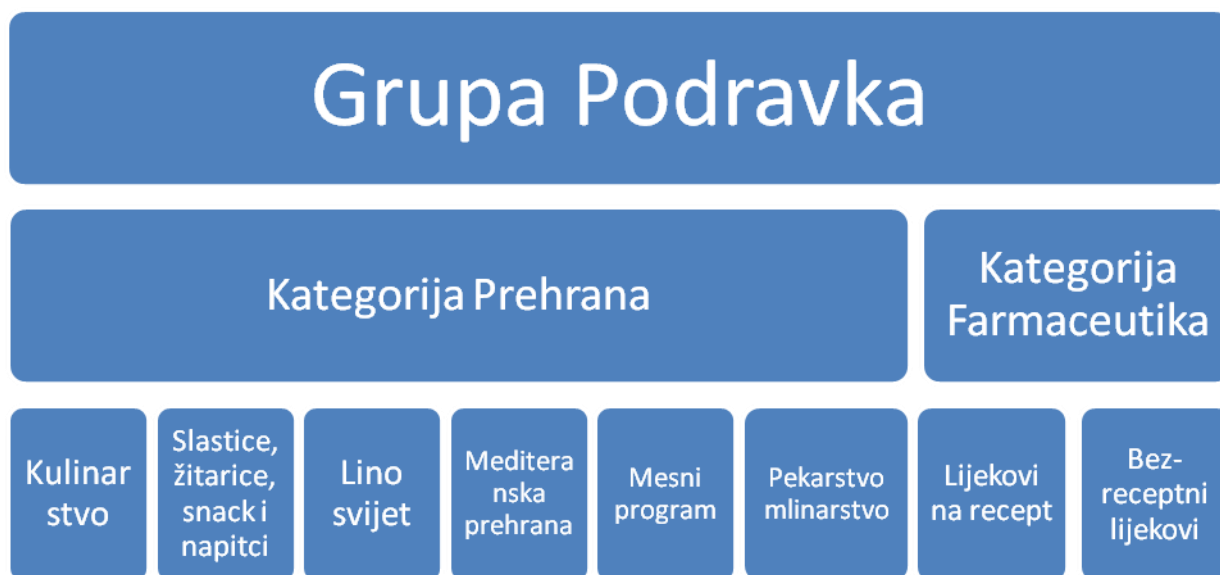 Grupa Podravka
Kategorija Prehrana
Kategorija
Farmaceutika
Kulinar
stvo
Slastice,
žitarice,
snack i
napitci
Lino
svijet
Meditera
nska
prehrana
Mesni
program
Pekarstvo
mlinarstvo
Lijekovi
na recept
Bez-
receptni
lijekovi